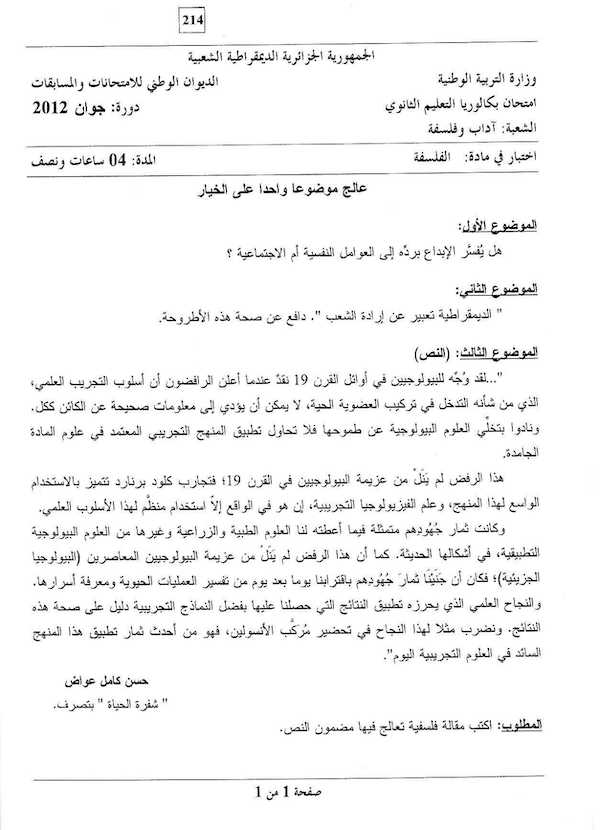 214
الجمهورية الجزائرية الديمقراطية الشعبية
وزارة التربية الوطنية الديوان الوطني للامتحانات والمسابقات
امتحان بكالوريا التعليم الثانوي دورة: جوان 2012
الشعبة: آداب وفلسفة
اختبار في مادة: الفلسفة المدة: 04 ساعات ونصف
عالج موضوعا واحدا على الخيار
الموضوع الأول:
هل يُفسَّر الإبداع بردِّه إلى العوامل النفسية أم الاجتماعية ؟
الموضوع الثاني:
" الديمقراطية تعبير عن إرادة الشعب ". دافع عن صحة هذه الأطروحة.
الموضوع الثالث: (النص)
"...لقد وُجِّه للبيولوجيين في أوائل القرن 19 نقدٌ عندما أعلن الرافضون أن أسلوب التجريب العلمي،
الذي من شأنه التدخل في تركيب العضوية الحية، لا يمكن أن يؤدي إلى معلومات صحيحة عن الكائن ككل.
ونادوا بتخلِّي العلوم البيولوجية عن طموحها فلا تحاول تطبيق المنهج التجريبي المعتمد في علوم المادة
الجامدة.
هذا الرفض لم يَنَلْ من عزيمة البيولوجيين في القرن 19؛ فتجارب كلود برنارد تتميز بالاستخدام
الواسع لهذا المنهج، وعلم الفيزيولوجيا التجريبية، إن هو في الواقع إلاَّ استخدام منظَّم لهذا الأسلوب العلمي.
وكانت ثمار جُهُودِهم متمثلة فيما أعطته لنا العلوم الطبية والزراعية وغيرها من العلوم البيولوجية
التطبيقية، في أشكالها الحديثة. كما أن هذا الرفض لم يَنَلْ من عزيمة البيولوجيين المعاصرين (البيولوجيا
الجزيئية)؛ فكان أن جَنَيْنَا ثمارَ جُهُودِهم باقترابنا يوما بعد يوم من تفسير العمليات الحيوية ومعرفة أسرارها.
والنجاح العلمي الذي يحرزه تطبيق النتائج التي حصلنا عليها بفضل النماذج التجريبية دليل على صحة هذه
النتائج. ونضرب مثلا لهذا النجاح في تحضير مُركَّب الأنسولين، فهو من أحدث ثمار تطبيق هذا المنهج
السائد في العلوم التجريبية اليوم".
حسن كامل عواض
" شفرة الحياة " بتصرف.
المطلوب: اكتب مقالة فلسفية تعالج فيها مضمون النص.
صفحة 1 من 1